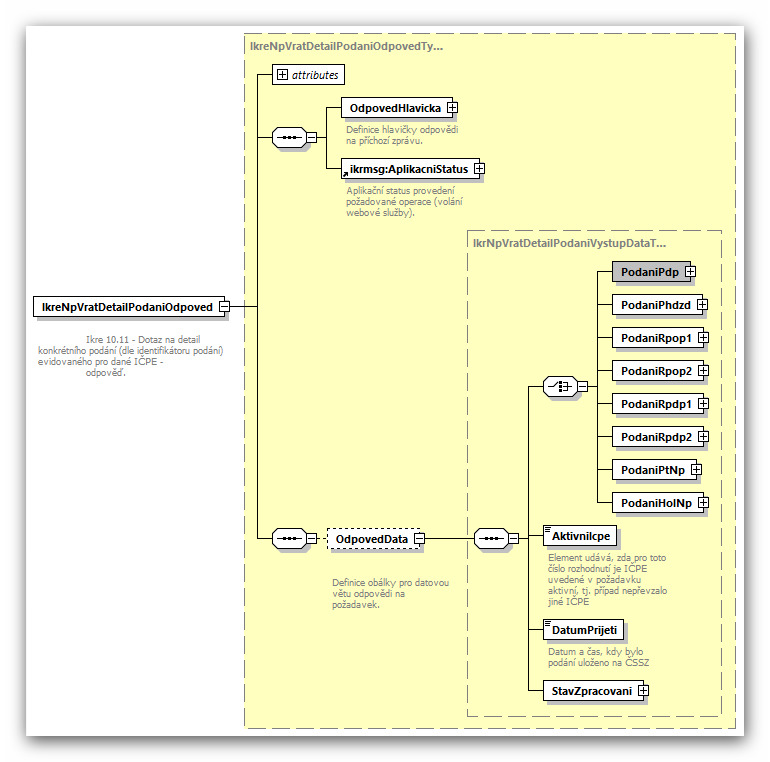 IkreNpVratDetailPodaniOdpovedTy...
attributes
OdpovedHlavicka
Definice hlavičky odpovědi
na příchozí zprávu.
ikrmsg:AplikacniStatus
Aplikační status provedení
požadované operace (volání
webové služby).
IkreNpVratDetailPodaniOdpoved
Ikre 10.11 - Dotaz na detail
konkrétního podání (dle identifikátoru podání)
evidovaného pro dané IČPE -
odpověď.
IkrNpVratDetailPodaniVystupDataT...
PodaniPdp
PodaniPhdzd
PodaniRpop1
PodaniRpop2
PodaniRpdp1
PodaniRpdp2
PodaniPtNp
PodaniHolNp
OdpovedData
Definice obálky pro datovou
větu odpovědi na
požadavek.
AktivniIcpe
Element udává, zda pro toto
číslo rozhodnutí je IČPE
uvedené v požadavku
aktivní, tj. případ nepřevzalo
jiné IČPE
DatumPrijeti
Datum a čas, kdy bylo
podání uloženo na ČSSZ
StavZpracovani